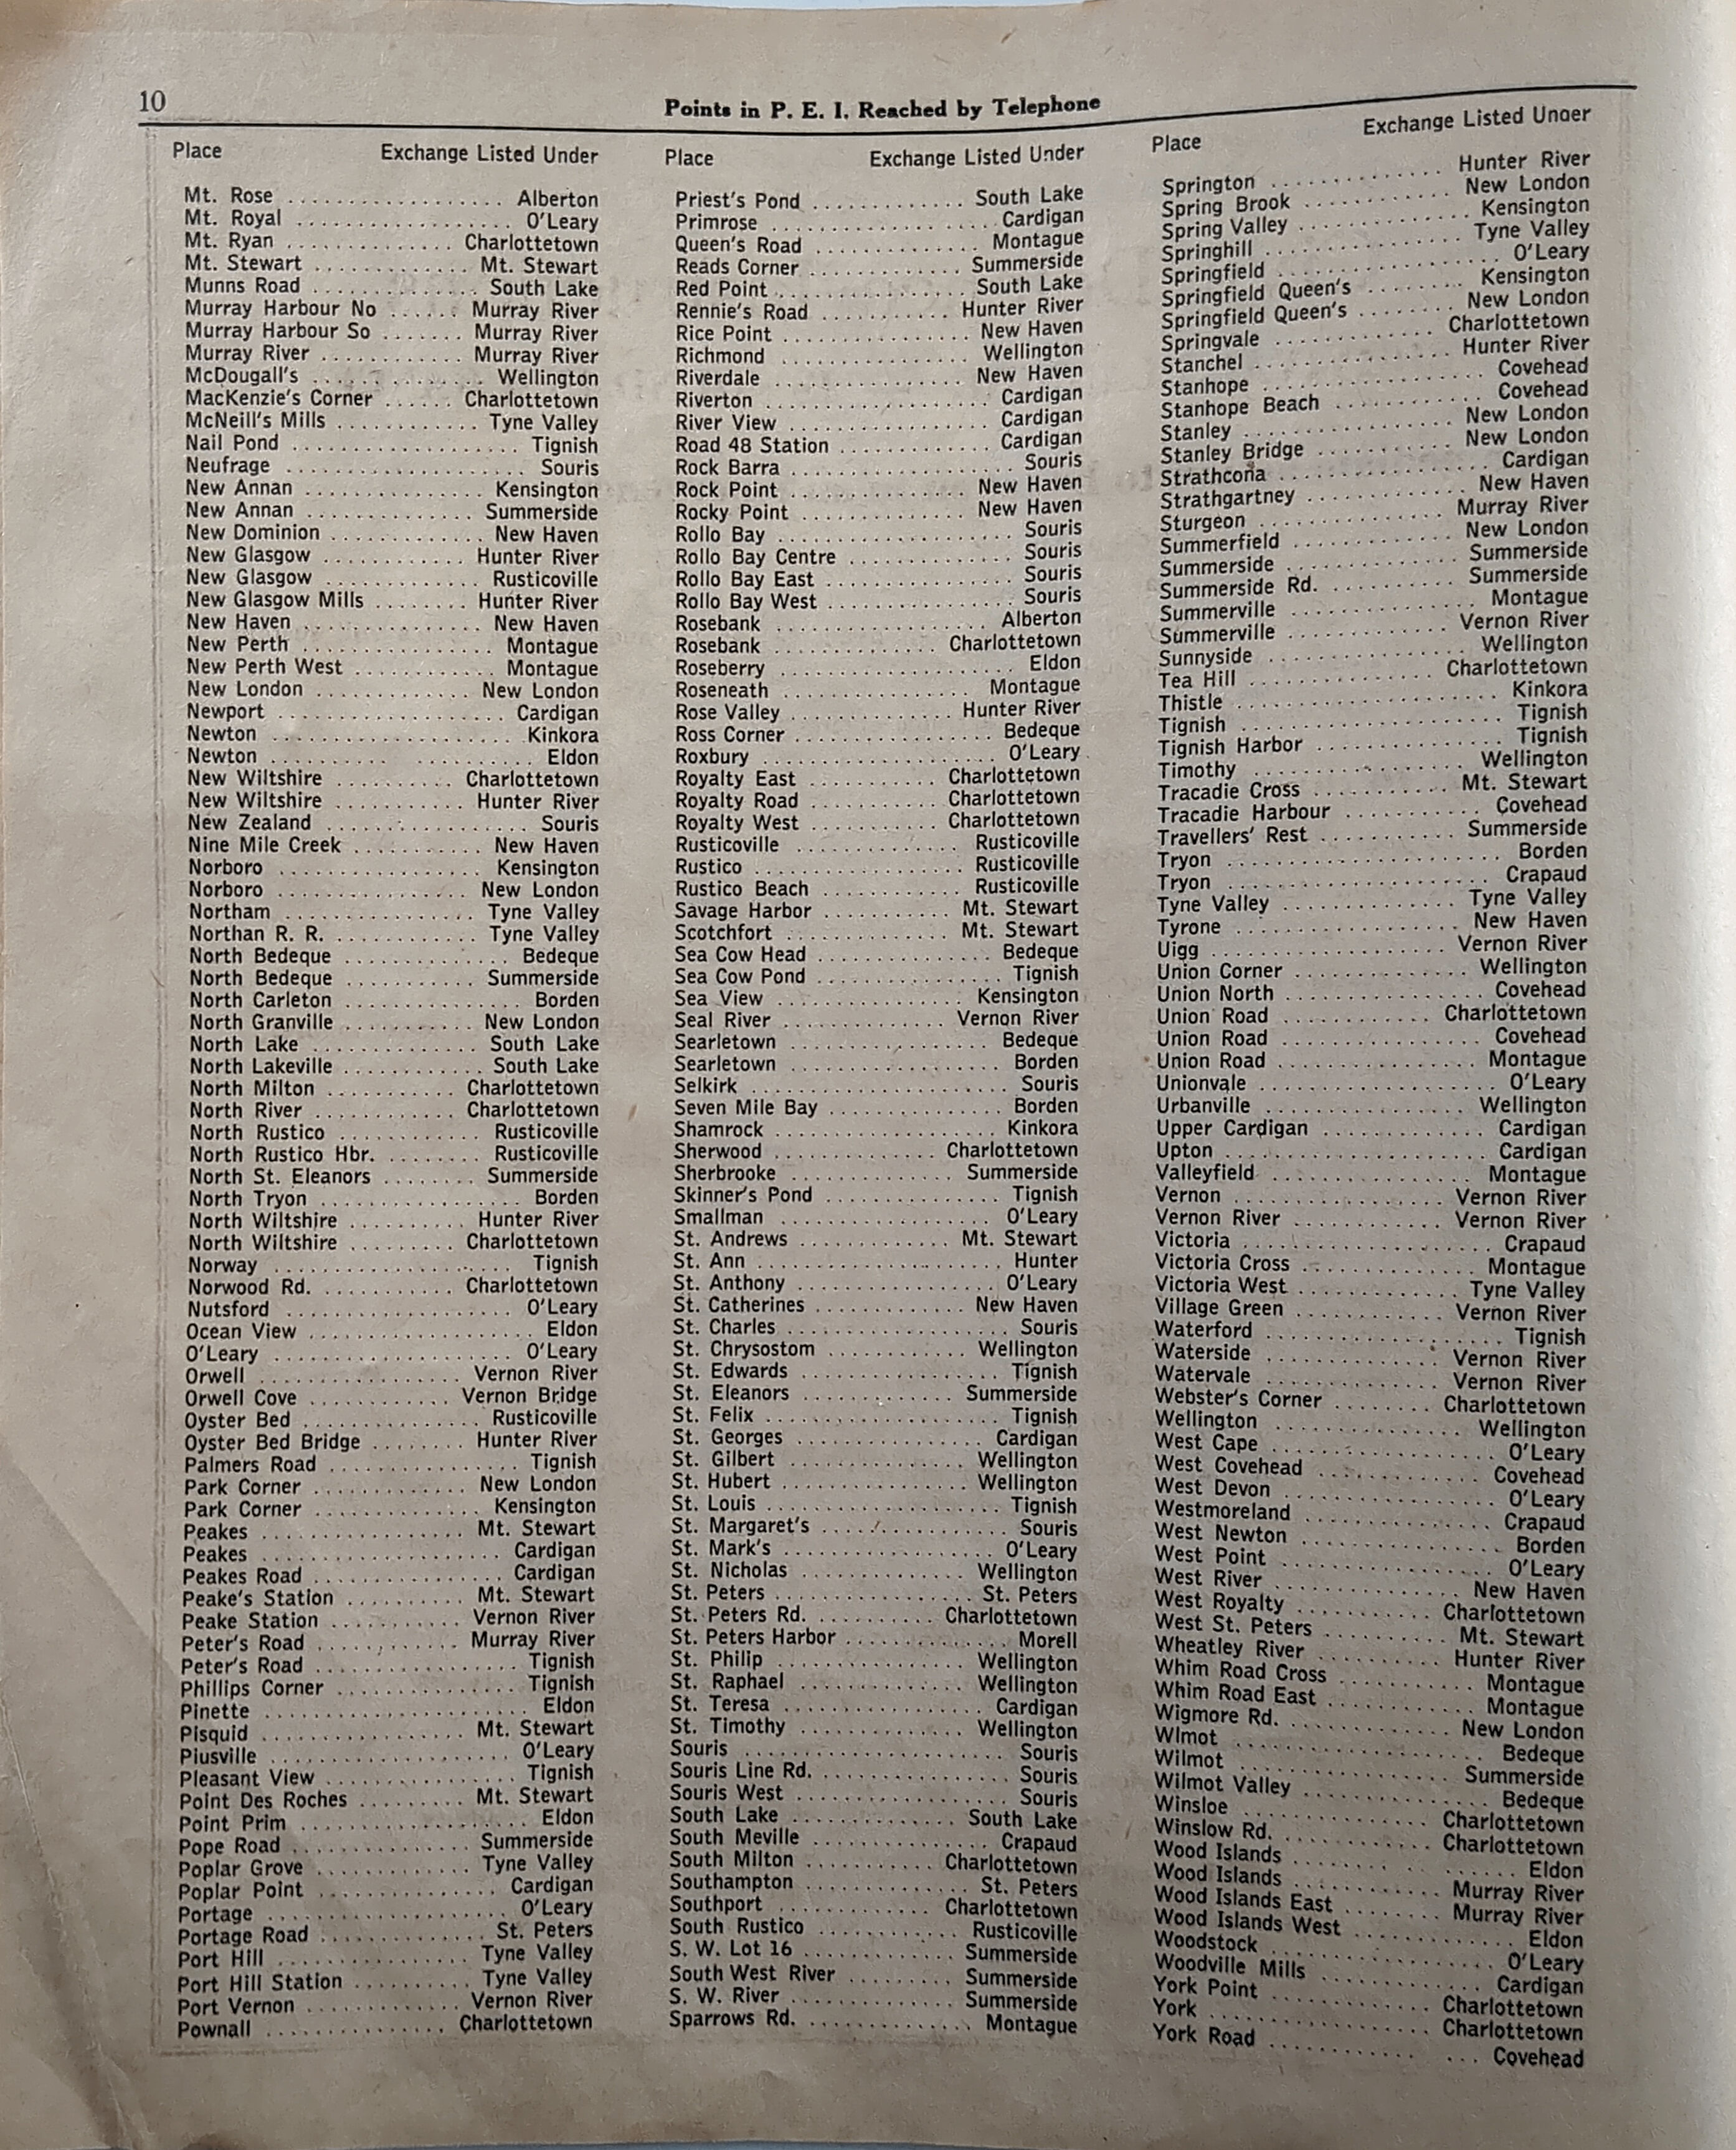 10
Points in P. E. I. Reached by Telephone
Place Exchange Listed Under
Mt. Rose .... Alberton
Mt. Royal .... O'Leary
Mt. Ryan .... Charlottetown
Mt. Stewart .... Mt. Stewart
Munns Road .... South Lake
Murray Harbour No .... Murray River
Murray Harbour So .... Murray River
Murray River .... Murray River
McDougall's .... Wellington
MacKenzie's Corner .... Charlottetown
McNeill's Mills .... Tyne Valley
Nail Pond .... Tignish
Neufrage .... Souris
New Annan .... Kensington
New Annan .... Summerside
New Dominion .... New Haven
New Glasgow .... Hunter River
New Glasgow .... Rusticoville
New Glasgow Mills .... Hunter River
New Haven .... New Haven
New Perth .... Montague
New Perth West .... Montague
New London .... New London
Newport .... Cardigan
Newton .... Kinkora
Newton .... Eldon
New Wiltshire .... Charlottetown
New Wiltshire .... Hunter River
New Zealand .... Souris
Nine Mile Creek .... New Haven
Norboro .... Kensington
Norboro .... New London
Northam .... Tyne Valley
Northan R. R. .... Tyne Valley
North Bedeque .... Bedeque
North Bedeque .... Summerside
North Carleton .... Borden
North Granville .... New London
North Lake .... South Lake
North Lakeville .... South Lake
North Milton .... Charlottetown
North River .... Charlottetown
North Rustico .... Rusticoville
North Rustico Hbr. .... Rusticoville
North St. Eleanors .... Summerside
North Tryon .... Borden
North Wiltshire .... Hunter River
North Wiltshire .... Charlottetown
Norway .... Tignish
Norwood Rd. .... Charlottetown
Nutsford .... O'Leary
Ocean View .... Eldon
O'Leary .... O'Leary
Orwell .... Vernon River
Orwell Cove .... Vernon Bridge
Oyster Bed .... Rusticoville
Oyster Bed Bridge .... Hunter River
Palmers Road .... Tignish
Park Corner .... New London
Park Corner .... Kensington
Peakes .... Mt. Stewart
Peakes .... Cardigan
Peakes Road .... Cardigan
Peake's Station .... Mt. Stewart
Peake Station .... Vernon River
Peter's Road .... Murray River
Peter's Road .... Tignish
Phillips Corner .... Tignish
Pinette .... Eldon
Pisquid .... Mt. Stewart
Piusville .... O'Leary
Pleasant View .... Tignish
Point Des Roches .... Mt. Stewart
Point Prim .... Eldon
Pope Road .... Summerside
Poplar Grove .... Tyne Valley
Poplar Point .... Cardigan
Portage .... O'Leary
Portage Road .... St. Peters
Port Hill .... Tyne Valley
Port Hill Station .... Tyne Valley
Port Vernon .... Vernon River
Pownall .... Charlottetown
Place Exchange Listed Under
Priest's Pond .... South Lake
Primrose .... Cardigan
Queen's Road .... Montague
Reads Corner .... Summerside
Red Point .... South Lake
Rennie's Road .... Hunter River
Rice Point .... New Haven
Richmond .... Wellington
Riverdale .... New Haven
Riverton .... Cardigan
River View .... Cardigan
Road 48 Station .... Cardigan
Rock Barra .... Souris
Rock Point .... New Haven
Rocky Point .... New Haven
Rollo Bay .... Souris
Rollo Bay Centre .... Souris
Rollo Bay East .... Souris
Rollo Bay West .... Souris
Rosebank .... Alberton
Rosebank .... Charlottetown
Roseberry .... Eldon
Roseneath .... Montague
Rose Valley .... Hunter River
Ross Corner .... Bedeque
Roxbury .... O'Leary
Royalty East .... Charlottetown
Royalty Road .... Charlottetown
Royalty West .... Charlottetown
Rusticoville .... Rusticoville
Rustico .... Rusticoville
Rustico Beach .... Rusticoville
Savage Harbor .... Mt. Stewart
Scotchfort .... Mt. Stewart
Sea Cow Head .... Bedeque
Sea Cow Pond .... Tignish
Sea View .... Kensington
Seal River .... Vernon River
Searletown .... Bedeque
Searletown .... Borden
Selkirk .... Souris
Seven Mile Bay .... Borden
Shamrock .... Kinkora
Sherwood .... Charlottetown
Sherbrooke .... Summerside
Skinner's Pond .... Tignish
Smallman .... O'Leary
St. Andrews .... Mt. Stewart
St. Ann .... Hunter
St. Anthony .... O'Leary
St. Catherines .... New Haven
St. Charles .... Souris
St. Chrysostom .... Wellington
St. Edwards .... Tignish
St. Eleanors .... Summerside
St. Felix .... Tignish
St. Georges .... Cardigan
St. Gilbert .... Wellington
St. Hubert .... Wellington
St. Louis .... Tignish
St. Margaret's .... Souris
St. Mark's .... O'Leary
St. Nicholas .... Wellington
St. Peters .... St. Peters
St. Peters Rd. .... Charlottetown
St. Peters Harbor .... Morell
St. Philip .... Wellington
St. Raphael .... Wellington
St. Teresa .... Cardigan
St. Timothy .... Wellington
Souris .... Souris
Souris Line Rd. .... Souris
Souris West .... Souris
South Lake .... South Lake
South Meville .... Crapaud
South Milton .... Charlottetown
Southampton .... St. Peters
Southport .... Charlottetown
South Rustico .... Rusticoville
S. W. Lot 16 .... Summerside
South West River .... Summerside
S. W. River .... Summerside
Sparrows Rd. .... Montague
Place Exchange Listed Under
Springton .... Hunter River
Spring Brook .... New London
Spring Valley .... Kensington
Springhill .... Tyne Valley
Springfield .... O'Leary
Springfield Queen's .... Kensington
Springfield Queen's .... New London
Springvale .... Charlottetown
Stanchel .... Hunter River
Stanhope .... Covehead
Stanhope Beach .... Covehead
Stanley .... New London
Stanley Bridge .... New London
Strathcona .... Cardigan
Strathgartney .... New Haven
Sturgeon .... Murray River
Summerfield .... New London
Summerside .... Summerside
Summerside Rd. .... Summerside
Summerville .... Montague
Summerville .... Vernon River
Sunnyside .... Wellington
Tea Hill .... Charlottetown
Thistle .... Kinkora
Tignish .... Tignish
Tignish Harbor .... Tignish
Timothy .... Wellington
Tracadie Cross .... Mt. Stewart
Tracadie Harbour .... Covehead
Travellers' Rest .... Summerside
Tryon .... Borden
Tryon .... Crapaud
Tyne Valley .... Tyne Valley
Tyrone .... New Haven
Uigg .... Vernon River
Union Corner .... Wellington
Union North .... Covehead
Union Road .... Charlottetown
Union Road .... Covehead
Union Road .... Montague
Unionvale .... O'Leary
Urbanville .... Wellington
Upper Cardigan .... Cardigan
Upton .... Cardigan
Valleyfield .... Montague
Vernon .... Vernon River
Vernon River .... Vernon River
Victoria .... Crapaud
Victoria Cross .... Montague
Victoria West .... Tyne Valley
Village Green .... Vernon River
Waterford .... Tignish
Waterside .... Vernon River
Watervale .... Vernon River
Webster's Corner .... Charlottetown
Wellington .... Wellington
West Cape .... O'Leary
West Covehead .... Covehead
West Devon .... O'Leary
Westmoreland .... Crapaud
West Newton .... Borden
West Point .... O'Leary
West River .... New Haven
West Royalty .... Charlottetown
West St. Peters .... Mt. Stewart
Wheatley River .... Hunter River
Whim Road Cross .... Montague
Whim Road East .... Montague
Wigmore Rd. .... New London
Wlmot .... Bedeque
Wilmot .... Summerside
Wilmot Valley .... Bedeque
Winsloe .... Charlottetown
Winslow Rd. .... Charlottetown
Wood Islands .... Eldon
Wood Islands .... Murray River
Wood Islands East .... Murray River
Wood Islands West .... Eldon
Woodstock .... O'Leary
Woodville Mills .... Cardigan
York Point .... Charlottetown
York .... Charlottetown
York Road .... Covehead